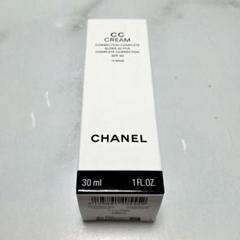 CC
CREAM
CORRECTION COMPLÈTE
SUPER ACTIVE
COMPLETE CORRECTION
SPF 50
CHANEL
30 ml 1 FL.OZ.